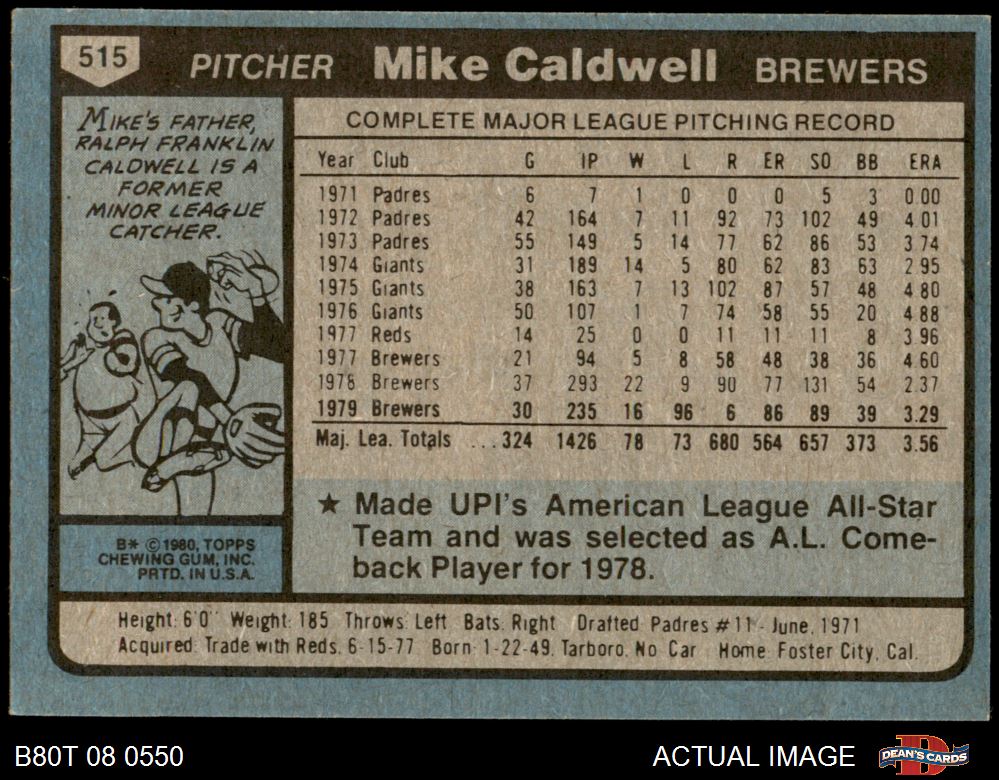 515 PITCHER Mike Caldwell BREWERS
MIKE'S FATHER,
RALPH FRANKLIN
CALDWELL IS A
FORMER
MINOR LEAGUE
CATCHER.
B* © 1980, TOPPS
CHEWING GUM, INC.
PRTD. IN U.S.A.
COMPLETE MAJOR LEAGUE PITCHING RECORD
Year Club G IP W L R ER SO BB ERA
1971 Padres 6 7 1 0 0 0 5 3 0.00
1972 Padres 42 164 7 11 92 73 102 49 4.01
1973 Padres 55 149 5 14 77 62 86 53 3.74
1974 Giants 31 189 14 5 80 62 83 63 2.95
1975 Giants 38 163 7 13 102 87 57 48 4.80
1976 Giants 50 107 1 7 74 58 55 20 4.88
1977 Reds 14 25 0 0 11 11 11 8 3.96
1977 Brewers 21 94 5 8 58 48 38 36 4.60
1978 Brewers 37 293 22 9 90 77 131 54 2.37
1979 Brewers 30 235 16 96 6 86 89 39 3.29
Maj. Lea. Totals ...324 1426 78 73 680 564 657 373 3.56
★ Made UPI's American League All-Star
Team and was selected as A.L. Come-
back Player for 1978.
Height: 6'0" Weight: 185 Throws: Left Bats: Right Drafted: Padres #11 - June, 1971
Acquired: Trade with Reds, 6-15-77 Born: 1-22-49, Tarboro, No. Car. Home: Foster City, Cal.
B80T 08 0550 ACTUAL IMAGE DEAN'S CARDS